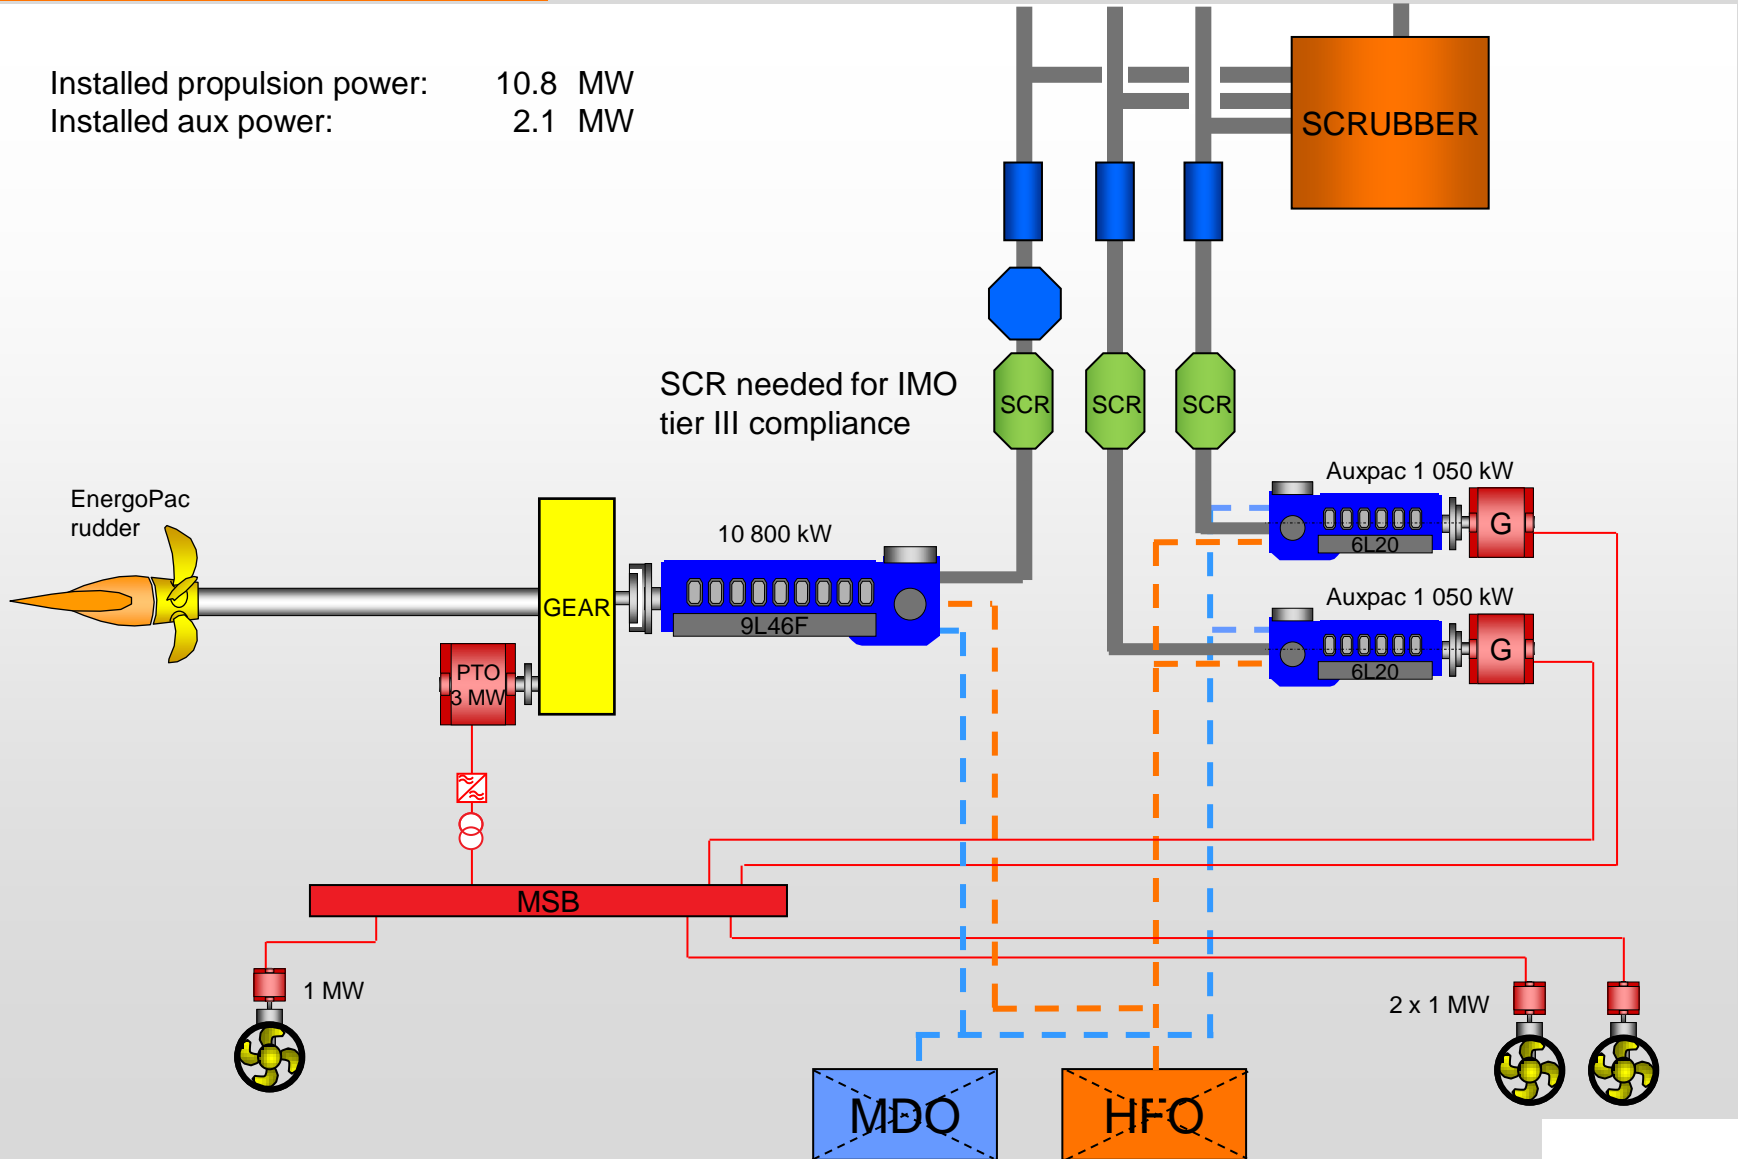 Installed propulsion power: 10.8 MW
Installed aux power: 2.1 MW
SCRUBBER
SCR needed for IMO
tier III compliance
SCR
SCR
SCR
EnergoPac
rudder
GEAR
10 800 kW
9L46F
Auxpac 1 050 kW
6L20
G
Auxpac 1 050 kW
6L20
G
PTO
3 MW
MSB
1 MW
2 x 1 MW
MDO
HFO